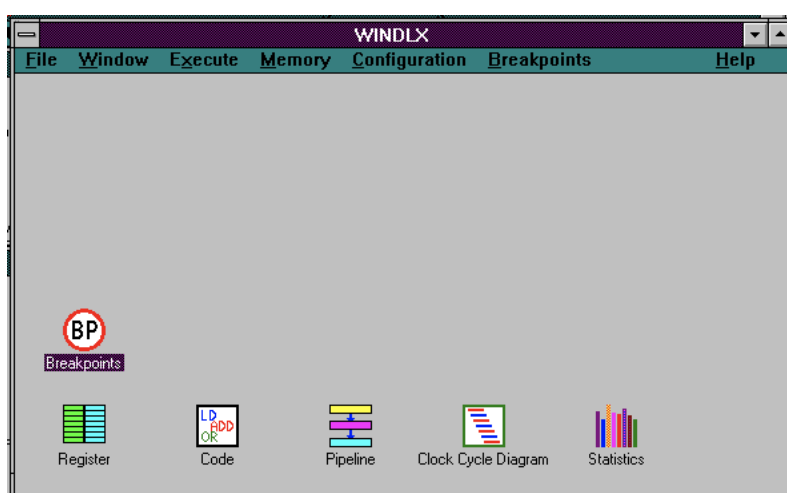 WINDLX
File Window Execute Memory Configuration Breakpoints Help
BP
Breakpoints
LD
ADD
OR
Register Code Pipeline Clock Cycle Diagram Statistics